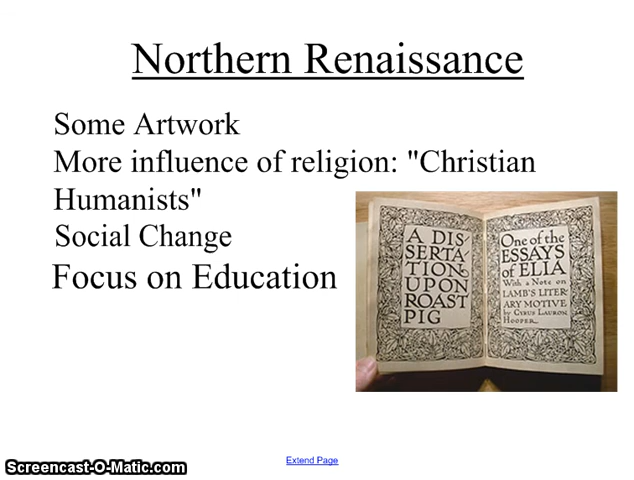 Northern Renaissance
Some Artwork
More influence of religion: "Christian
Humanists"
Social Change
Focus on Education
A DIS-
SERTA
TION
UPON
ROAST
PIG
One of the
ESSAYS
of ELIA
With a Note on
LAMB'S LITER-
ARY MOTIVE
by CYRUS LAURON
HOOPER
Extend Page
Screencast-O-Matic.com